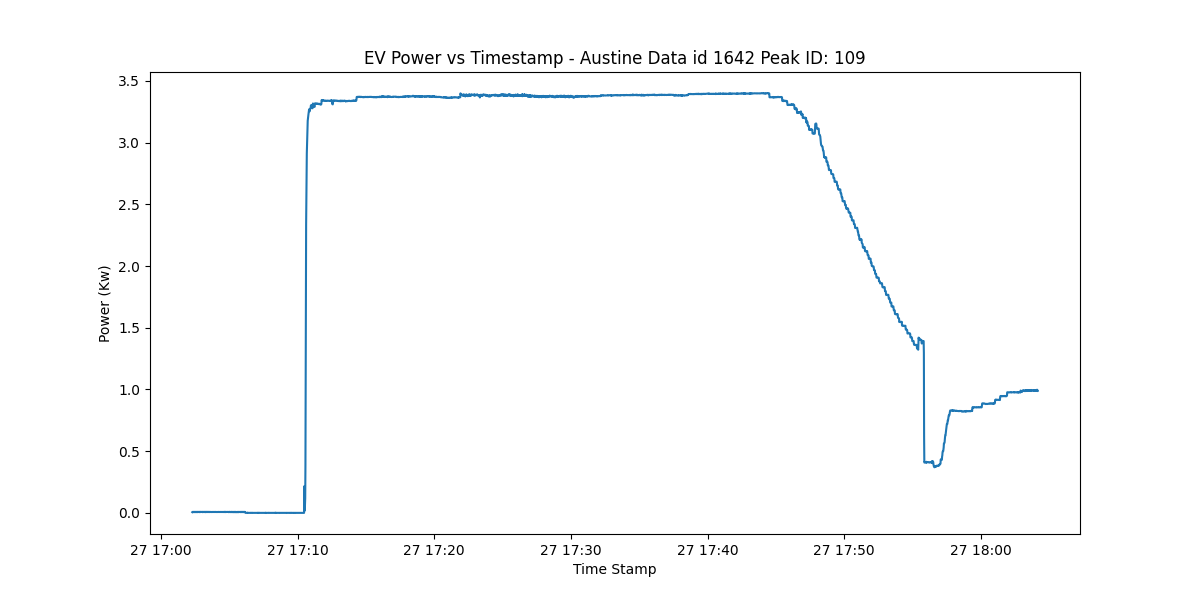 EV Power vs Timestamp - Austine Data id 1642 Peak ID: 109
3.5
3.0
2.5
2.0
1.5
1.0
0.5
0.0
Power (Kw)
27 17:00 27 17:10 27 17:20 27 17:30 27 17:40 27 17:50 27 18:00
Time Stamp